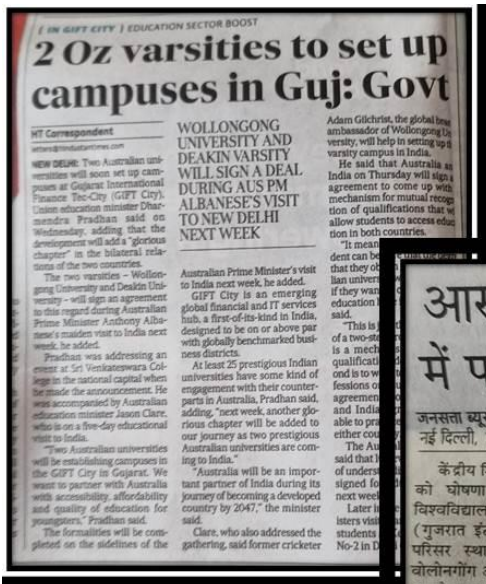 [ IN GIFT CITY ] EDUCATION SECTOR BOOST
2 Oz varsities to set up
campuses in Guj: Govt
HT Correspondent
letters@hindustantimes.com
NEW DELHI: Two Australian uni-
versities will soon set up cam-
puses at Gujarat International
Finance Tec-City (GIFT City),
Union education minister Dhar-
mendra Pradhan said on
Wednesday, adding that the
development will add a "glorious
chapter" in the bilateral rela-
tions of the two countries.
The two varsities – Wollon-
gong University and Deakin Uni-
versity – will sign an agreement
to this regard during Australian
Prime Minister Anthony Alba-
nese's maiden visit to India next
week, he added.
Pradhan was addressing an
event at Sri Venkateswara Col-
lege in the national capital when
he made the announcement. He
was accompanied by Australian
education minister Jason Clare,
who is on a five-day educational
visit to India.
"Two Australian universities
will be establishing campuses in
the GIFT City in Gujarat. We
want to partner with Australia
with accessibility, affordability
and quality of education for
youngsters," Pradhan said.
The formalities will be com-
pleted on the sidelines of the
WOLLONGONG
UNIVERSITY AND
DEAKIN VARSITY
WILL SIGN A DEAL
DURING AUS PM
ALBANESE'S VISIT
TO NEW DELHI
NEXT WEEK
Australian Prime Minister's visit
to India next week, he added.
GIFT City is an emerging
global financial and IT services
hub, a first-of-its-kind in India,
designed to be on or above par
with globally benchmarked busi-
ness districts.
At least 25 prestigious Indian
universities have some kind of
engagement with their counter-
parts in Australia, Pradhan said,
adding, "next week, another glo-
rious chapter will be added to
our journey as two prestigious
Australian universities are com-
ing to India."
"Australia will be an impor-
tant partner of India during its
journey of becoming a developed
country by 2047," the minister
said.
Clare, who also addressed the
gathering, said former cricketer
Adam Gilchrist, the global
ambassador of Wollongong
versity, will help in setting up
varsity campus in India.
He said that Australia
India on Thursday will sign
agreement to come up with
mechanism for mutual recog
tion of qualifications that
allow students to access educ
tion in both countries.
"It mean
dent can be
that they
lian univers
if they wan
education
said.
"This is
of a two-ste
is a mech
qualificati
ond is to w
fessions
agreemen
and India
able to pra
either cou
The Au
said that
of underst
signed fo
next week
Later in
isters visit
students
No-2 in D
में
जनसत्ता ब्यू
नई दिल्ली,
केंद्रीय
को घोषणा
विश्वविद्याल
(गुजरात
परिसर स्था
वोलोनगोंग